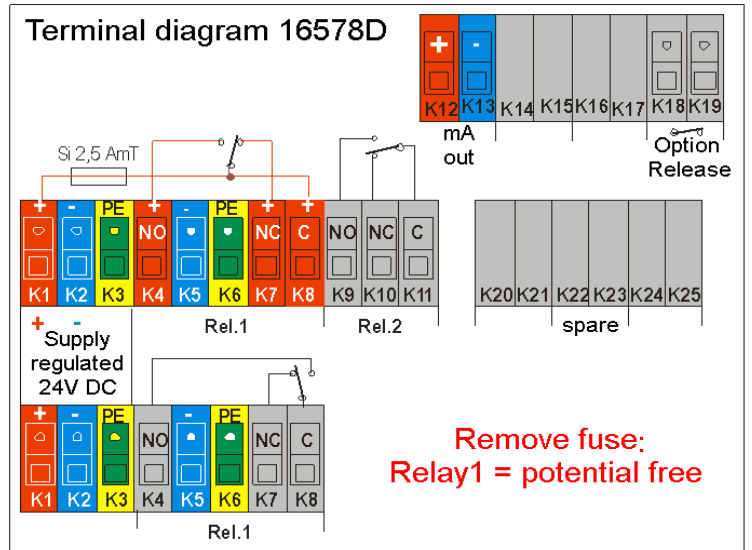 Terminal diagram 16578D
+ -
K12 K13 K14 K15 K16 K17 K18 K19
mA
out
Option
Release
Si 2,5 AmT
+ - PE + - PE + +
NO NC C NO NC C
K1 K2 K3 K4 K5 K6 K7 K8 K9 K10 K11
K20 K21 K22 K23 K24 K25
+ -
Supply
regulated
24V DC
Rel.1
Rel.2
spare
+ - PE - PE
NO NC C
K1 K2 K3 K4 K5 K6 K7 K8
Rel.1
Remove fuse:
Relay1 = potential free